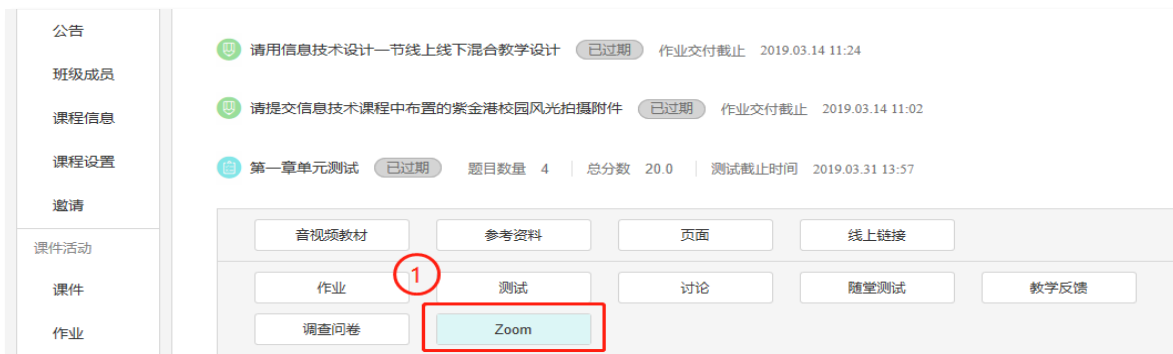 公告
班级成员
课程信息
课程设置
邀请
课件活动
课件
作业
请用信息技术设计一节线上线下混合教学设计 已过期 作业交付截止 2019.03.14 11:24
请提交信息技术课程中布置的紫金港校园风光拍摄附件 已过期 作业交付截止 2019.03.14 11:02
第一章单元测试 已过期 题目数量 4 总分数 20.0 测试截止时间 2019.03.31 13:57
音视频教材 参考资料 页面 线上链接
1
作业 测试 讨论 随堂测试 教学反馈
调查问卷 Zoom